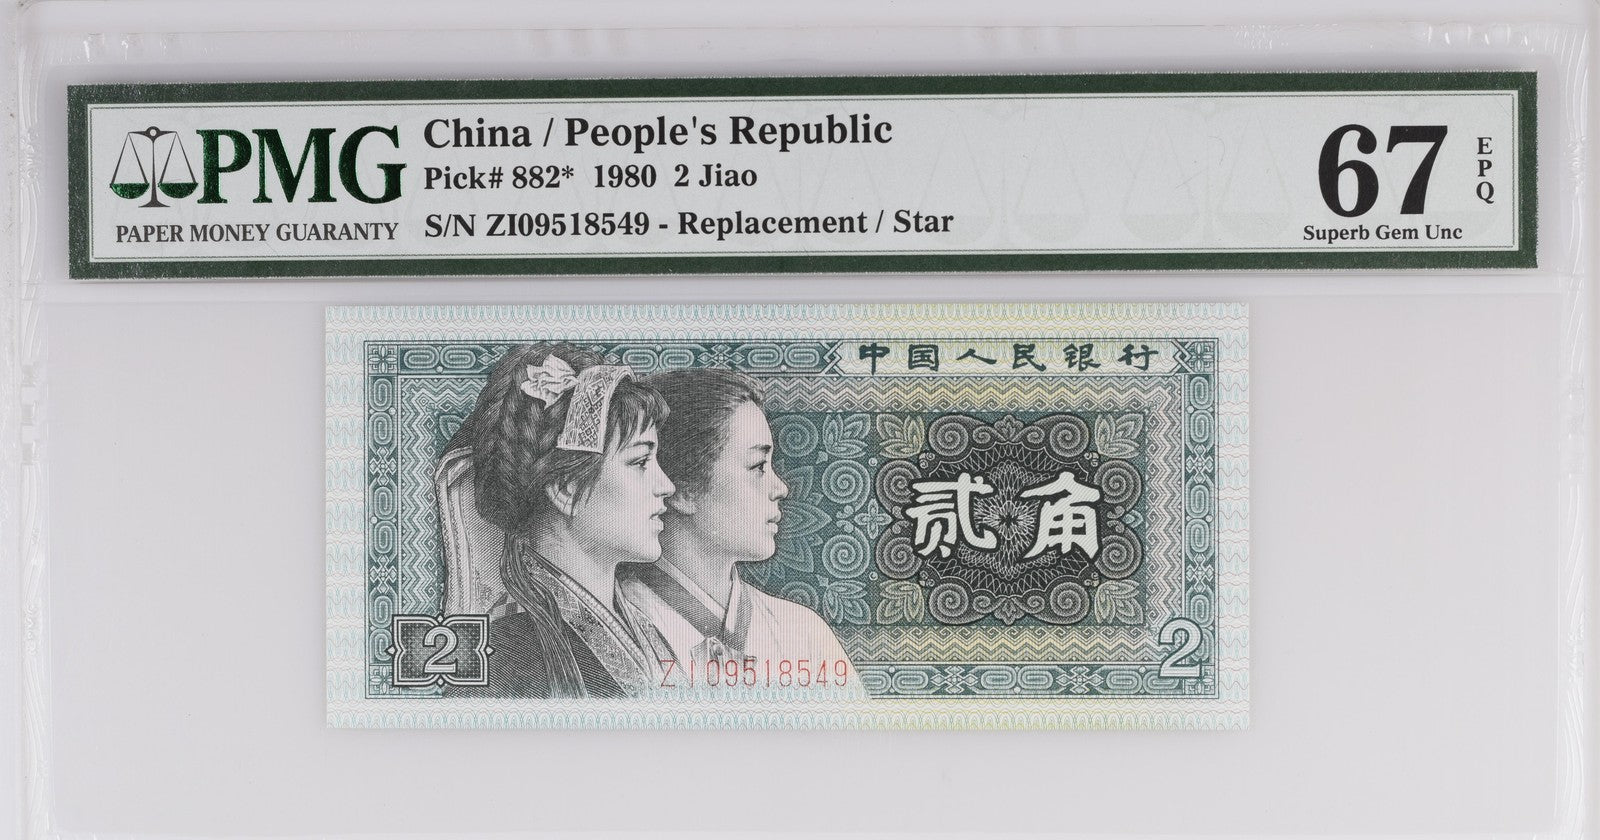 PMG
PAPER MONEY GUARANTY
China / People's Republic
Pick# 882* 1980 2 Jiao
S/N ZI09518549 - Replacement / Star
67
EPQ
Superb Gem Unc
中国人民银行
贰角
2
ZI09518549
2